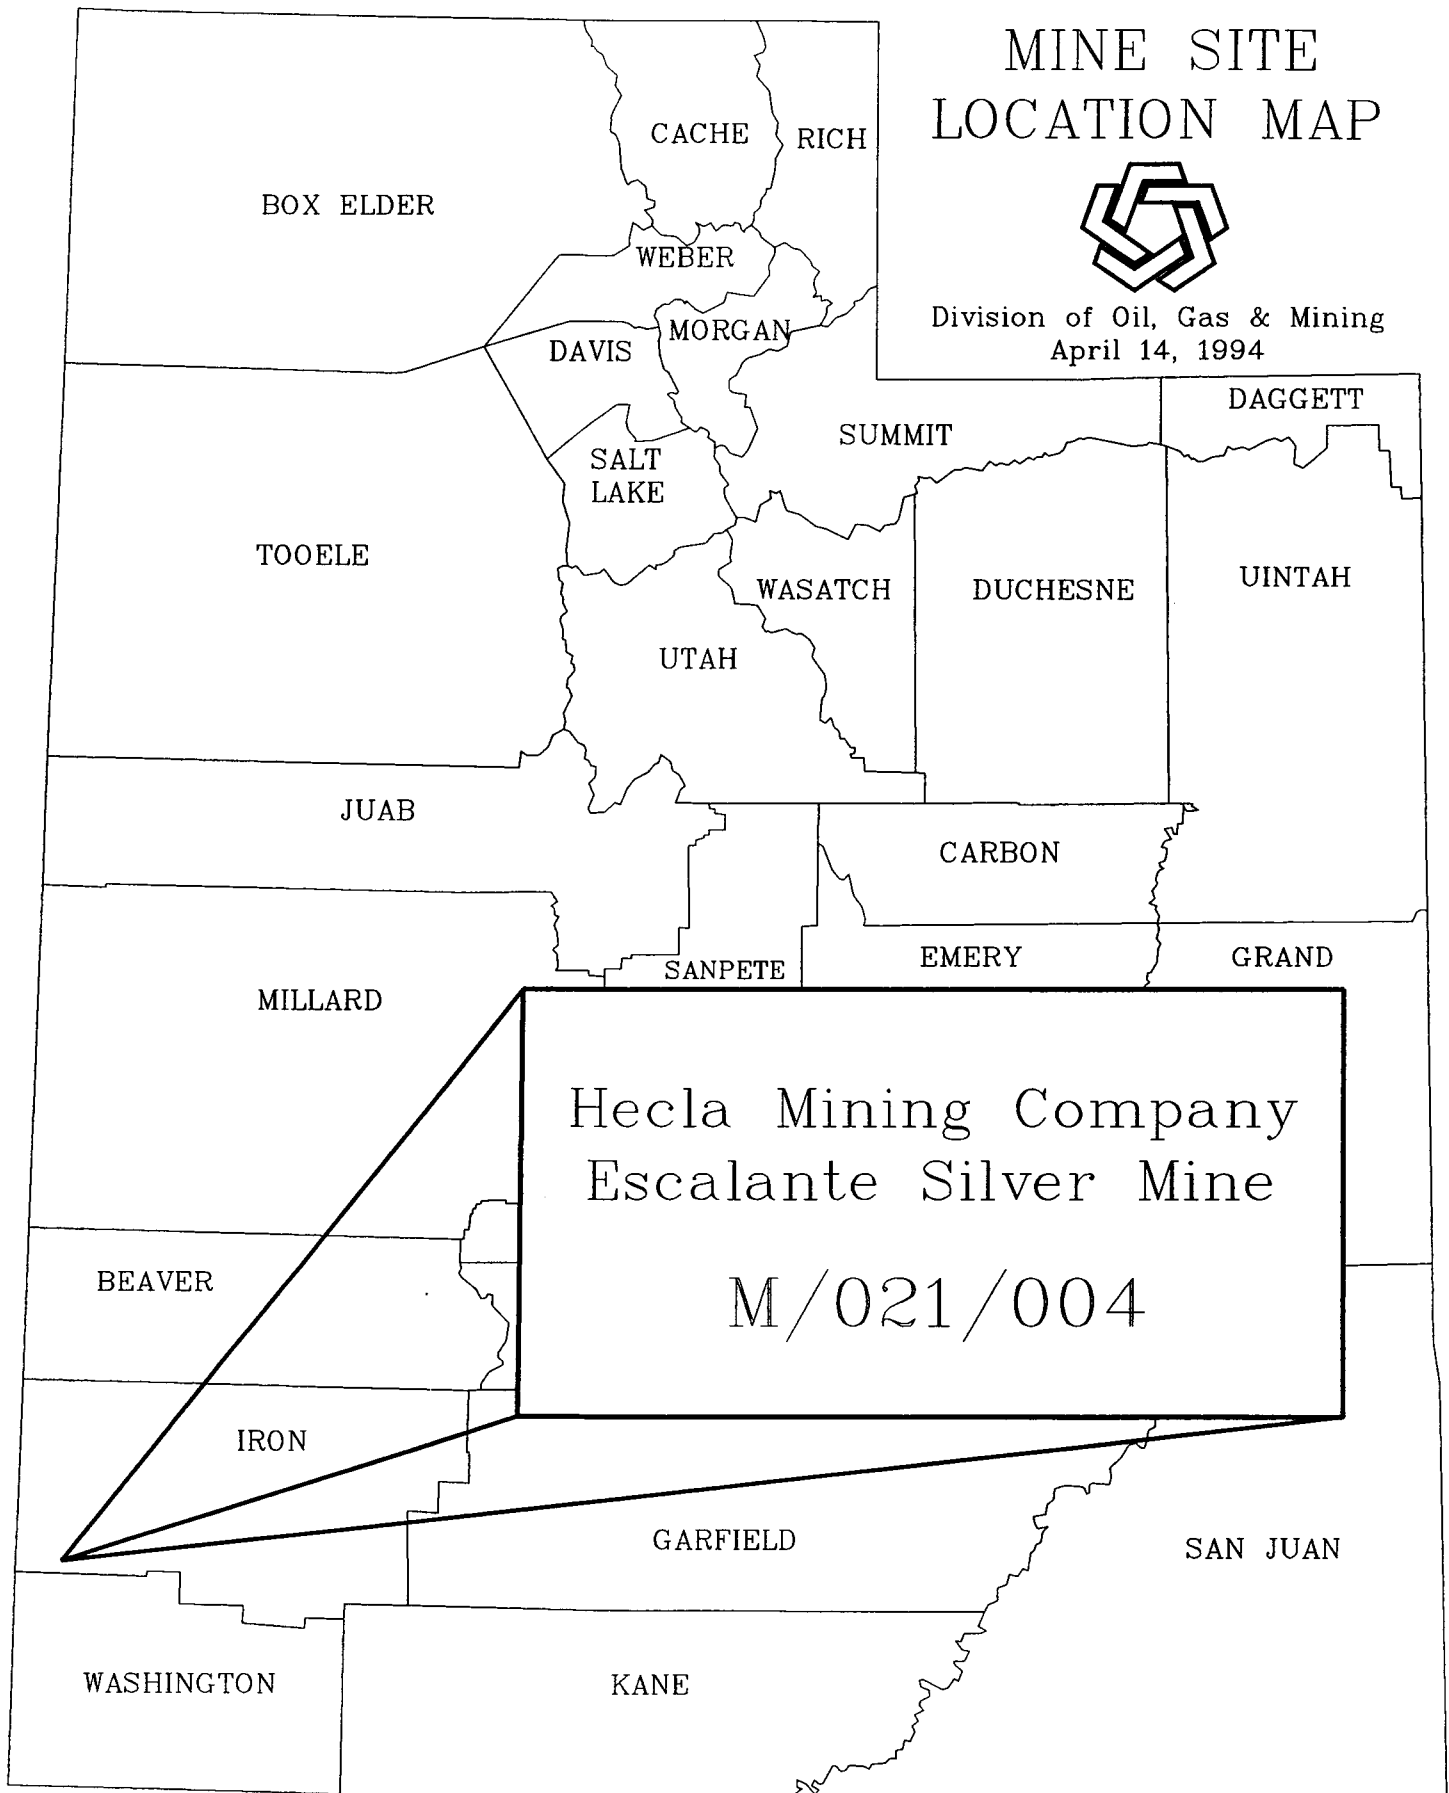 MINE SITE
LOCATION MAP
Division of Oil, Gas & Mining
April 14, 1994
CACHE
RICH
BOX ELDER
WEBER
MORGAN
DAVIS
DAGGETT
SUMMIT
SALT
LAKE
TOOELE
WASATCH
DUCHESNE
UINTAH
UTAH
JUAB
CARBON
SANPETE
EMERY
GRAND
MILLARD
Hecla Mining Company
Escalante Silver Mine
M/021/004
BEAVER
IRON
GARFIELD
SAN JUAN
WASHINGTON
KANE